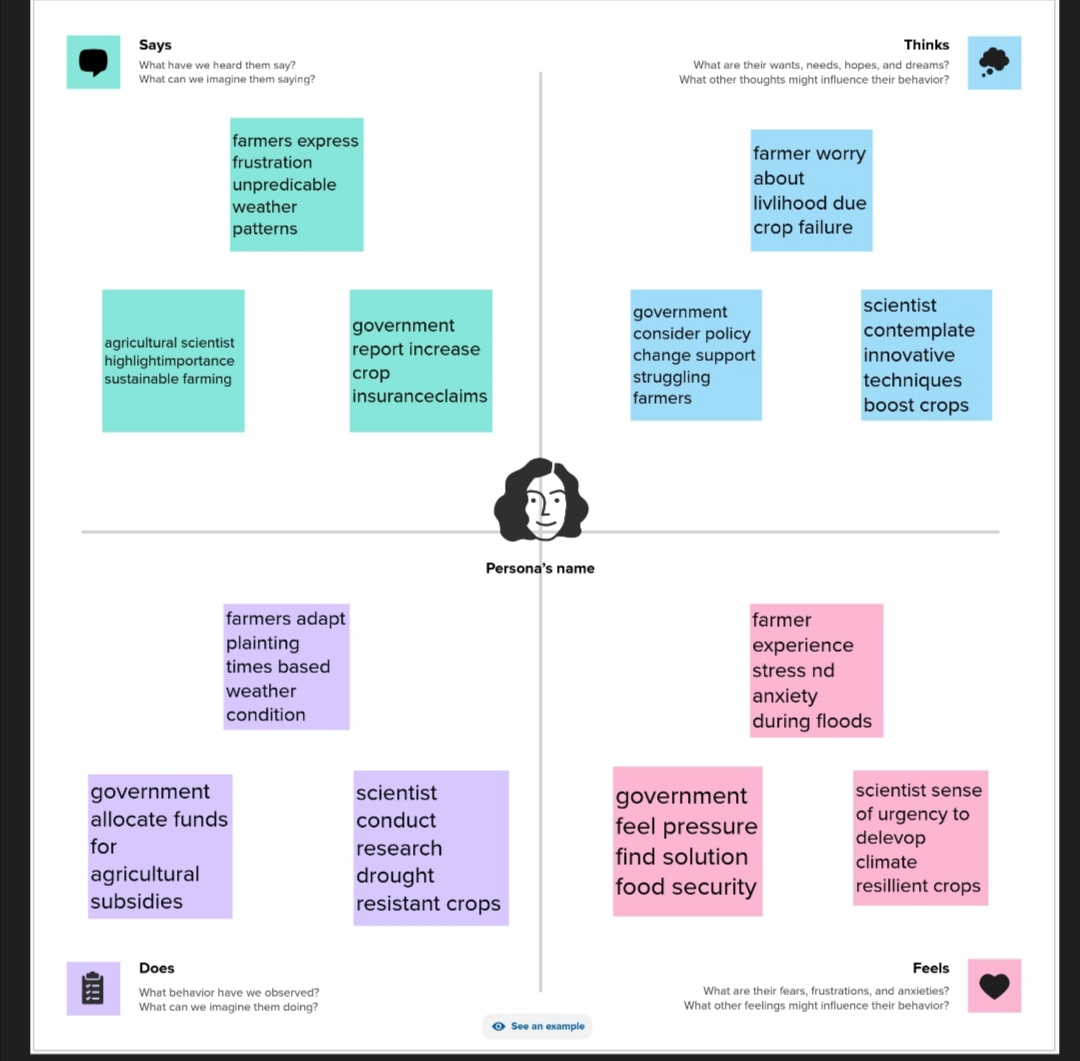 Says
What have we heard them say?
What can we imagine them saying?
Thinks
What are their wants, needs, hopes, and dreams?
What other thoughts might influence their behavior?
farmers express
frustration
unpredicable
weather
patterns
agricultural scientist
highlightimportance
sustainable farming
government
report increase
crop
insuranceclaims
farmer worry
about
livlihood due
crop failure
government
consider policy
change support
struggling
farmers
scientist
contemplate
innovative
techniques
boost crops
Persona's name
farmers adapt
plainting
times based
weather
condition
government
allocate funds
for
agricultural
subsidies
scientist
conduct
research
drought
resistant crops
farmer
experience
stress nd
anxiety
during floods
government
feel pressure
find solution
food security
scientist sense
of urgency to
delevop
climate
resillient crops
Does
What behavior have we observed?
What can we imagine them doing?
Feels
What are their fears, frustrations, and anxieties?
What other feelings might influence their behavior?
See an example